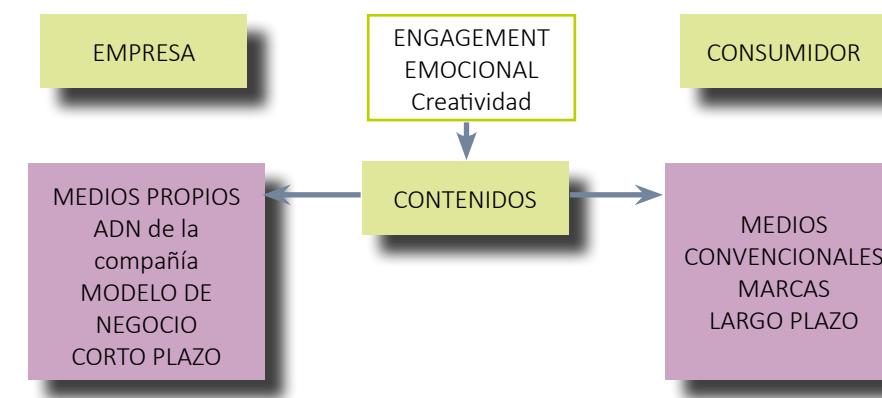 EMPRESA
ENGAGEMENT
EMOCIONAL
Creatividad
CONSUMIDOR
MEDIOS PROPIOS
ADN de la
compañía
MODELO DE
NEGOCIO
CORTO PLAZO
CONTENIDOS
MEDIOS
CONVENCIONALES
MARCAS
LARGO PLAZO